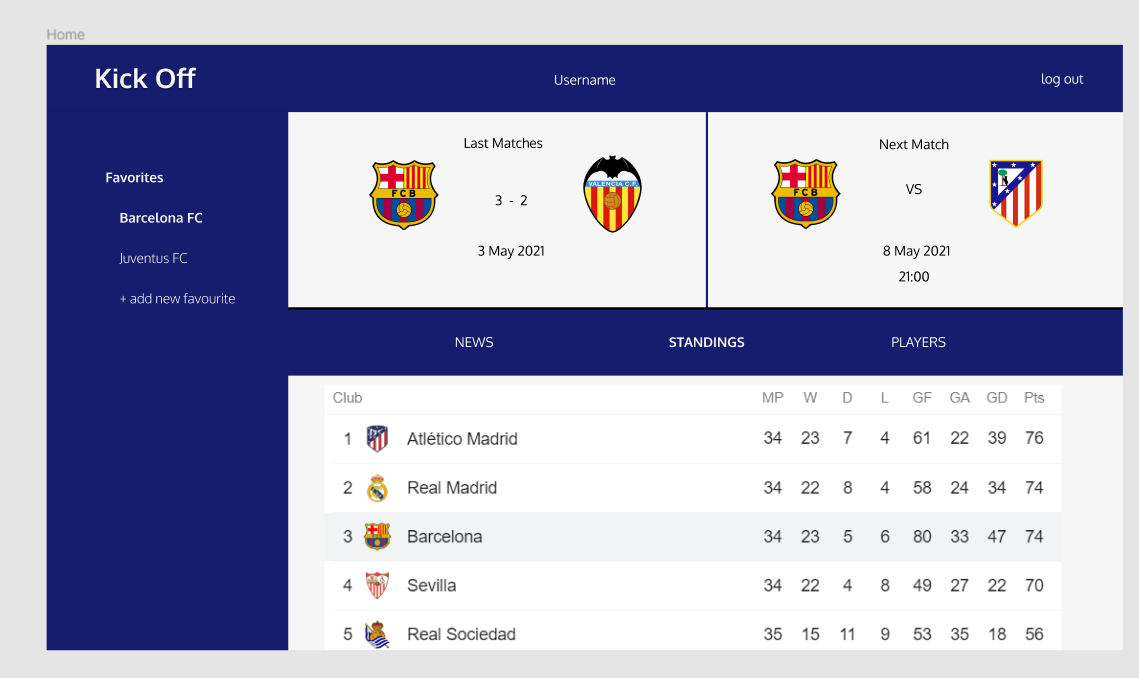 Home
Kick Off
Username
log out
Favorites
Barcelona FC
Juventus FC
+ add new favourite
Last Matches
F C B
VALENCIA C.F.
3 - 2
3 May 2021
Next Match
F C B
VS
8 May 2021
21:00
NEWS STANDINGS PLAYERS
Club MP W D L GF GA GD Pts
1 Atlético Madrid 34 23 7 4 61 22 39 76
2 Real Madrid 34 22 8 4 58 24 34 74
3 Barcelona 34 23 5 6 80 33 47 74
4 Sevilla 34 22 4 8 49 27 22 70
5 Real Sociedad 35 15 11 9 53 35 18 56